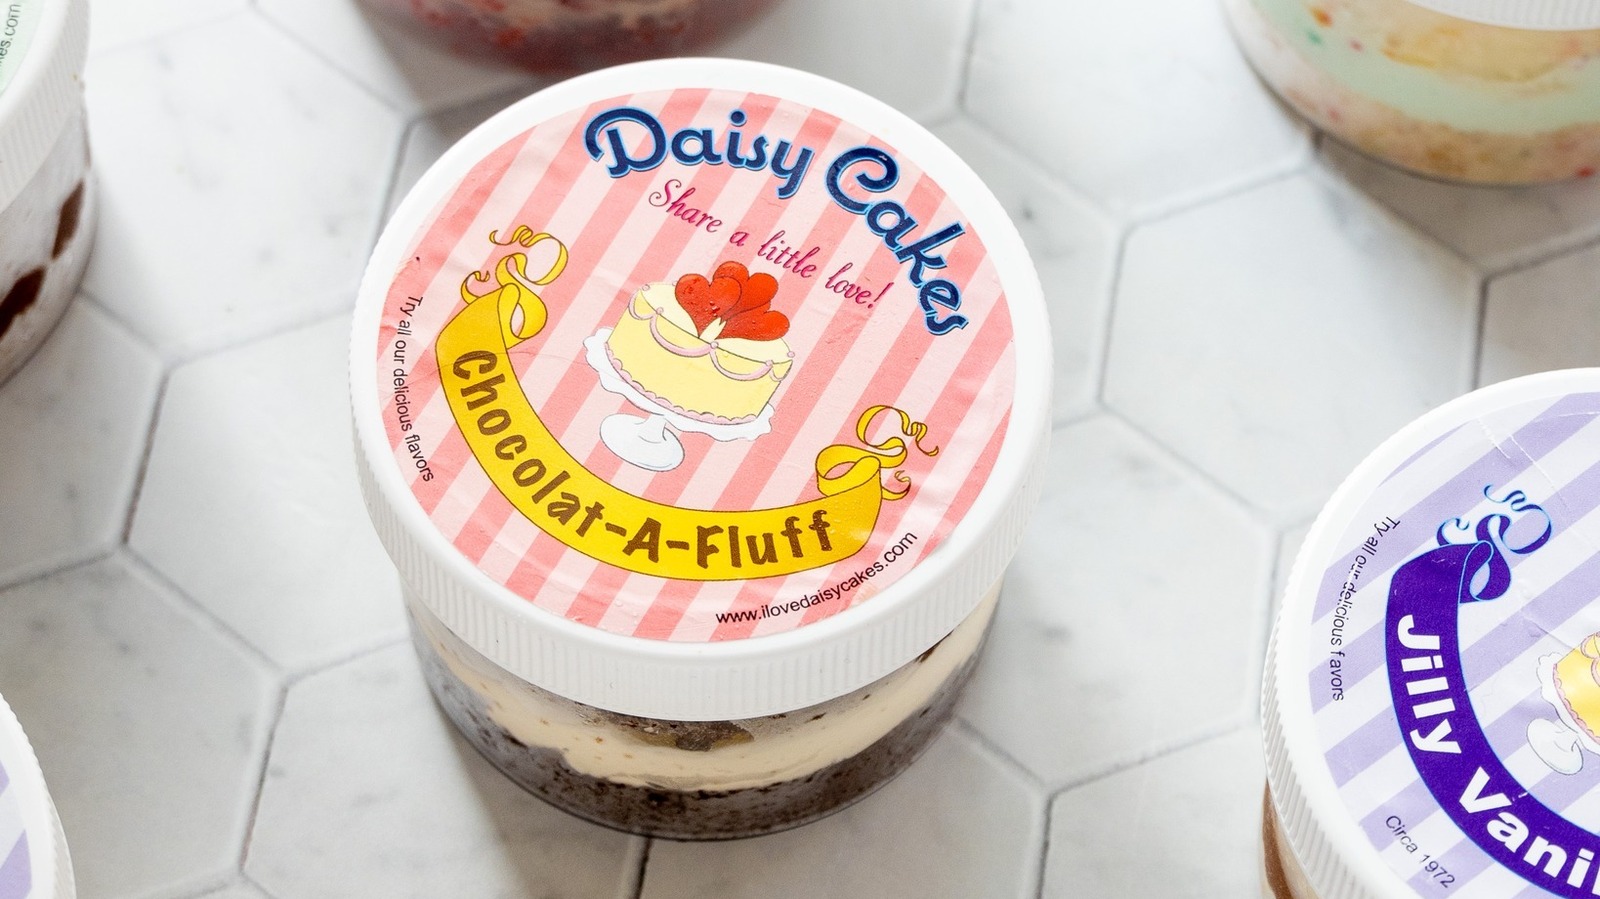 Daisy Cakes
Share a little love!
Chocolat-A-Fluff
Try all our delicious flavors
www.ilovedaisycakes.com
Jilly
Try all our delicious flavors
Circa 1972